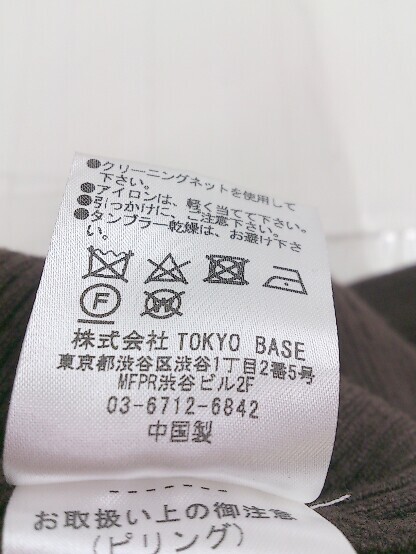 ●クリーニングネットを使用して
下さい。
●アイロンは、軽く当てて下さい。
●引っかけに、ご注意下さい。
●タンブラー乾燥は、お避け下さ
い。
F W
株式会社 TOKYO BASE
東京都渋谷区渋谷1丁目2番5号
MFPR渋谷ビル2F
03-6712-6842
中国製
お取扱い上の御注意
(ピリング)